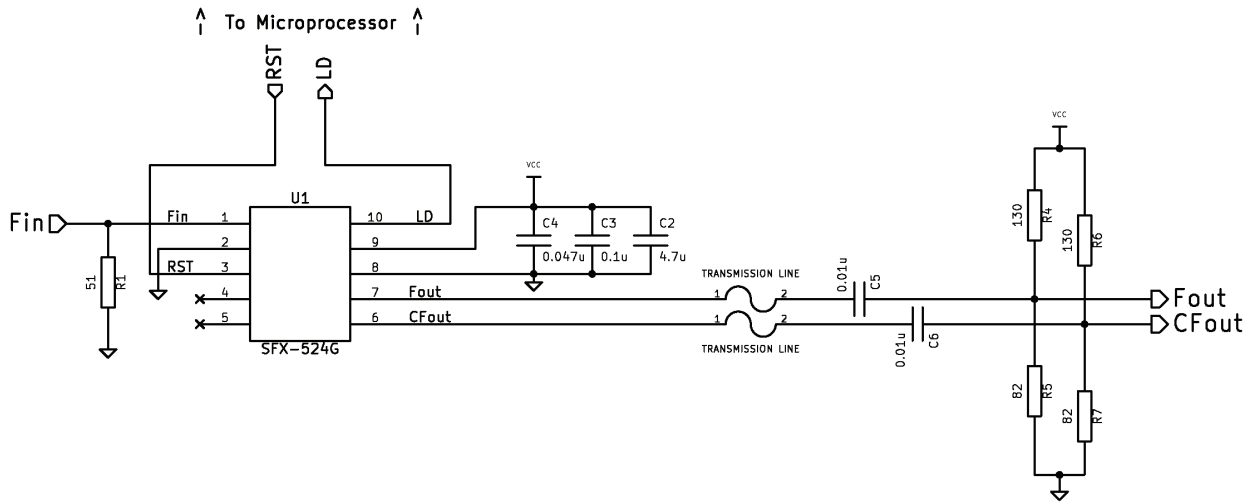 To Microprocessor
RST
LD
VCC
VCC
U1
Fin
Fin
1
10
LD
C4
C3
C2
130
R4
130
R6
2
9
0.047u
0.1u
4.7u
RST
3
8
51
R1
TRANSMISSION LINE
0.01u
C5
4
7
Fout
1
2
Fout
5
6
CFout
1
2
CFout
SFX-524G
TRANSMISSION LINE
0.01u
C6
82
R5
82
R7